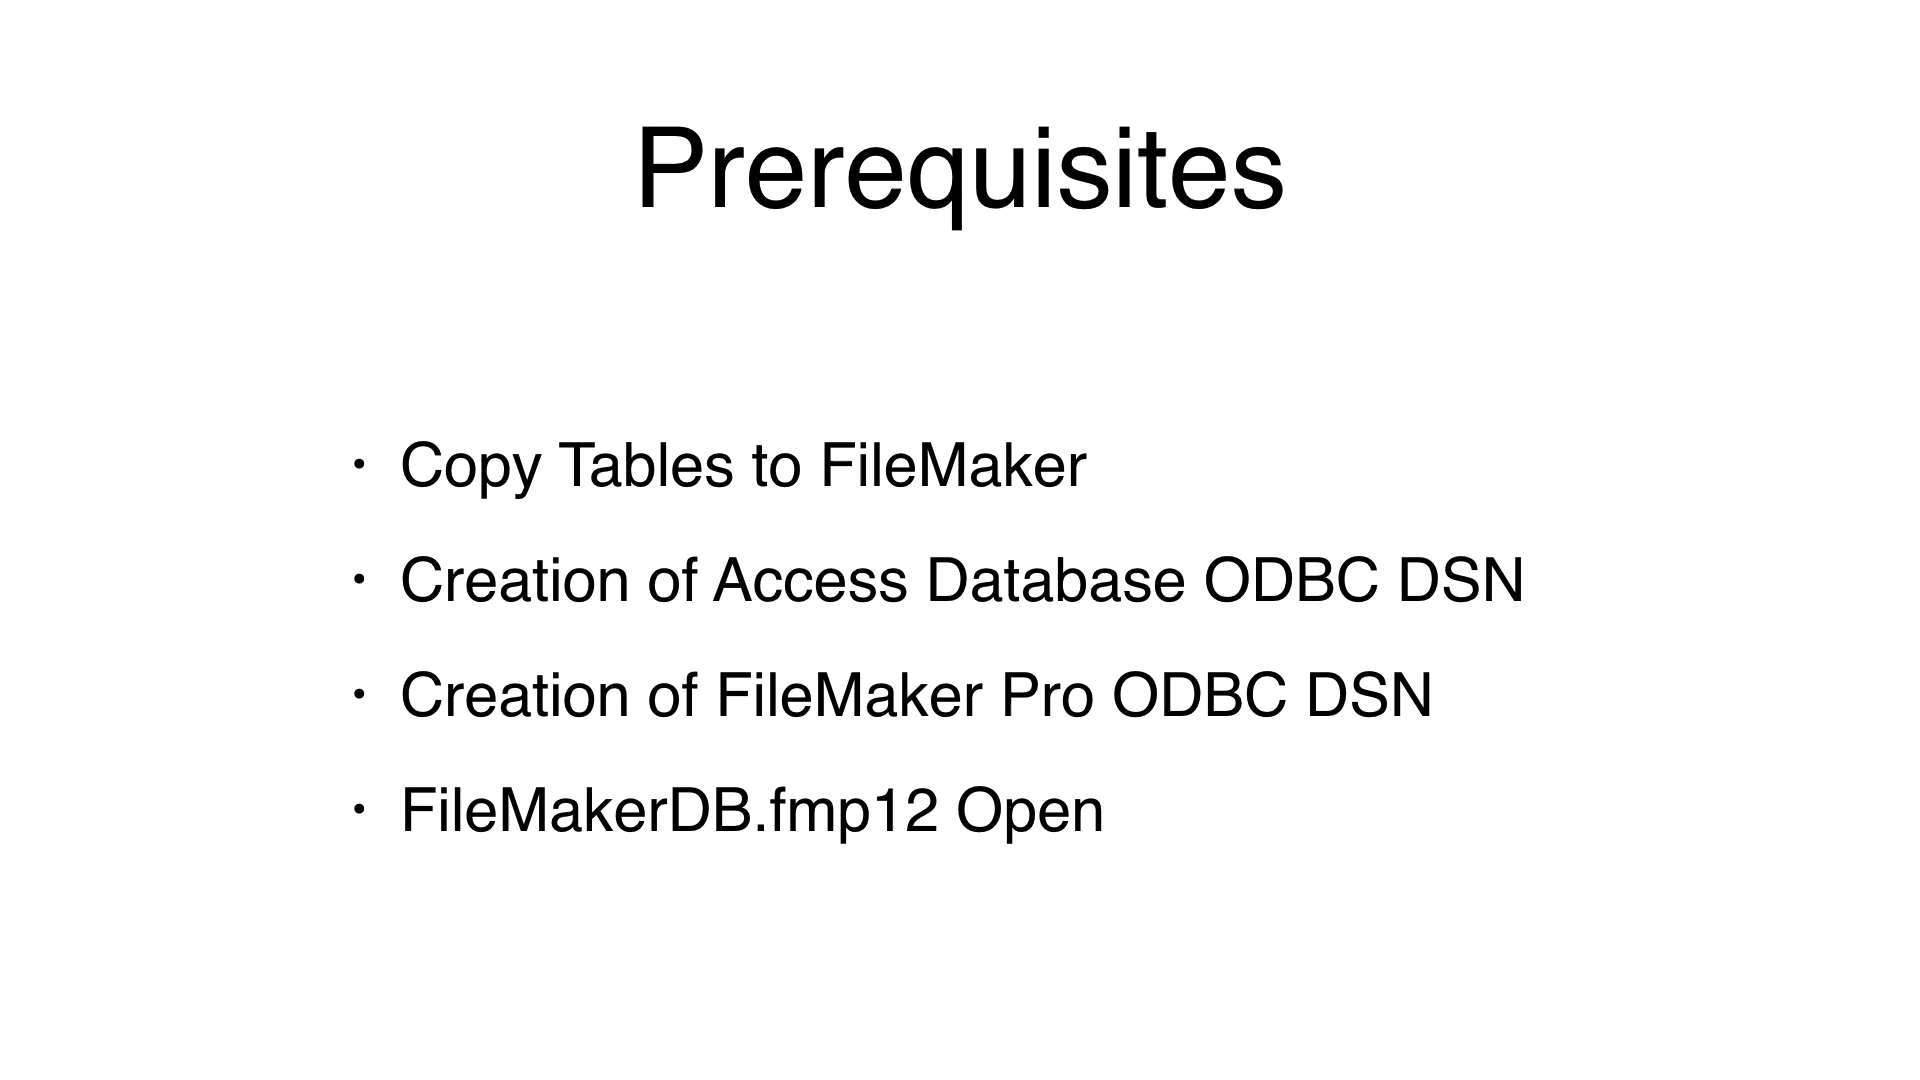 Prerequisites
• Copy Tables to FileMaker
• Creation of Access Database ODBC DSN
• Creation of FileMaker Pro ODBC DSN
• FileMakerDB.fmp12 Open